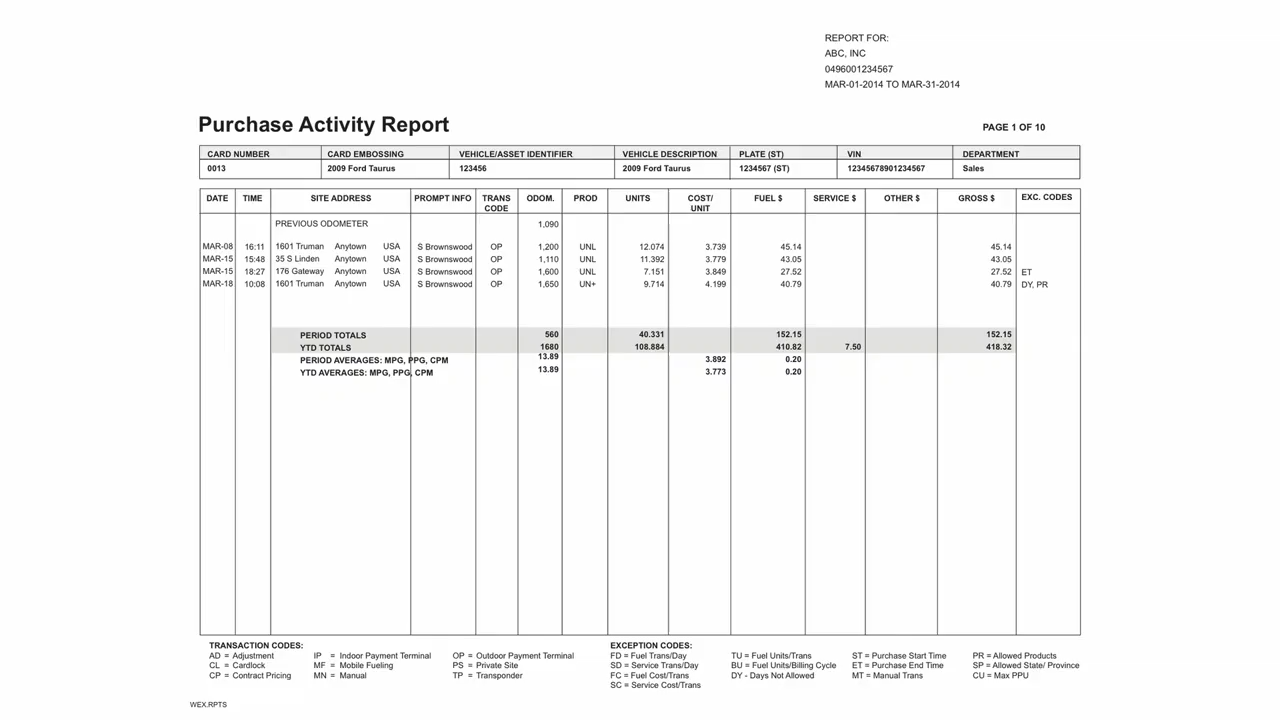 REPORT FOR:
ABC, INC
0496001234567
MAR-01-2014 TO MAR-31-2014
Purchase Activity Report
PAGE 1 OF 10
CARD NUMBER CARD EMBOSSING VEHICLE/ASSET IDENTIFIER VEHICLE DESCRIPTION PLATE (ST) VIN DEPARTMENT
0013 2009 Ford Taurus 123456 2009 Ford Taurus 1234567 (ST) 12345678901234567 Sales
DATE TIME SITE ADDRESS PROMPT INFO TRANS CODE ODOM. PROD UNITS COST/ UNIT FUEL $ SERVICE $ OTHER $ GROSS $ EXC. CODES
PREVIOUS ODOMETER 1,090
MAR-08 16:11 1601 Truman Anytown USA S Brownswood OP 1,200 UNL 12.074 3.739 45.14 45.14
MAR-15 15:48 35 S Linden Anytown USA S Brownswood OP 1,110 UNL 11.392 3.779 43.05 43.05
MAR-15 18:27 176 Gateway Anytown USA S Brownswood OP 1,600 UNL 7.151 3.849 27.52 27.52 ET
MAR-18 10:08 1601 Truman Anytown USA S Brownswood OP 1,650 UN+ 9.714 4.199 40.79 40.79 DY, PR
PERIOD TOTALS 560 40.331 152.15 152.15
YTD TOTALS 1680 108.884 410.82 7.50 418.32
PERIOD AVERAGES: MPG, PPG, CPM 13.89 3.892 0.20
YTD AVERAGES: MPG, PPG, CPM 13.89 3.773 0.20
TRANSACTION CODES: EXCEPTION CODES:
AD = Adjustment IP = Indoor Payment Terminal OP = Outdoor Payment Terminal FD = Fuel Trans/Day TU = Fuel Units/Trans ST = Purchase Start Time PR = Allowed Products
CL = Cardlock MF = Mobile Fueling PS = Private Site SD = Service Trans/Day BU = Fuel Units/Billing Cycle ET = Purchase End Time SP = Allowed State/ Province
CP = Contract Pricing MN = Manual TP = Transponder FC = Fuel Cost/Trans DY - Days Not Allowed MT = Manual Trans CU = Max PPU
SC = Service Cost/Trans
WEX.RPTS